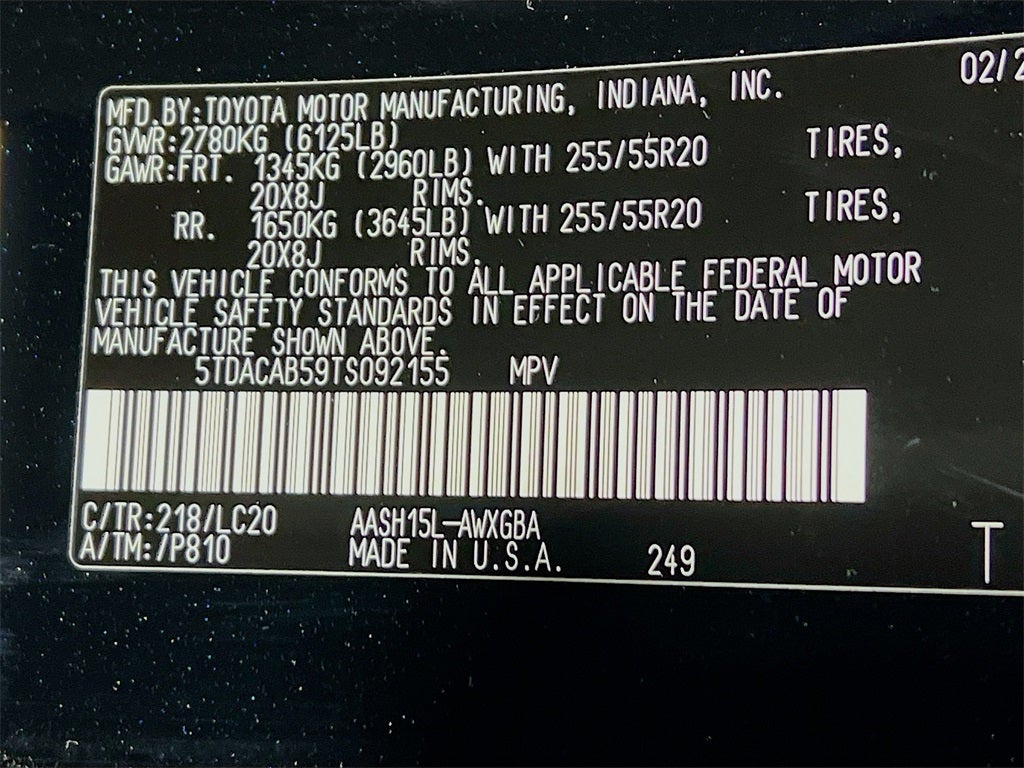 02/2
MFD.BY:TOYOTA MOTOR MANUFACTURING, INDIANA, INC.
GVWR:2780KG (6125LB)
GAWR:FRT. 1345KG (2960LB) WITH 255/55R20 TIRES,
20X8J RIMS.
RR. 1650KG (3645LB) WITH 255/55R20 TIRES,
20X8J RIMS.
THIS VEHICLE CONFORMS TO ALL APPLICABLE FEDERAL MOTOR
VEHICLE SAFETY STANDARDS IN EFFECT ON THE DATE OF
MANUFACTURE SHOWN ABOVE.
5TDACAB59TS092155 MPV
C/TR:218/LC20 AASH15L-AWXGBA
A/TM:/P810 MADE IN U.S.A. 249
T